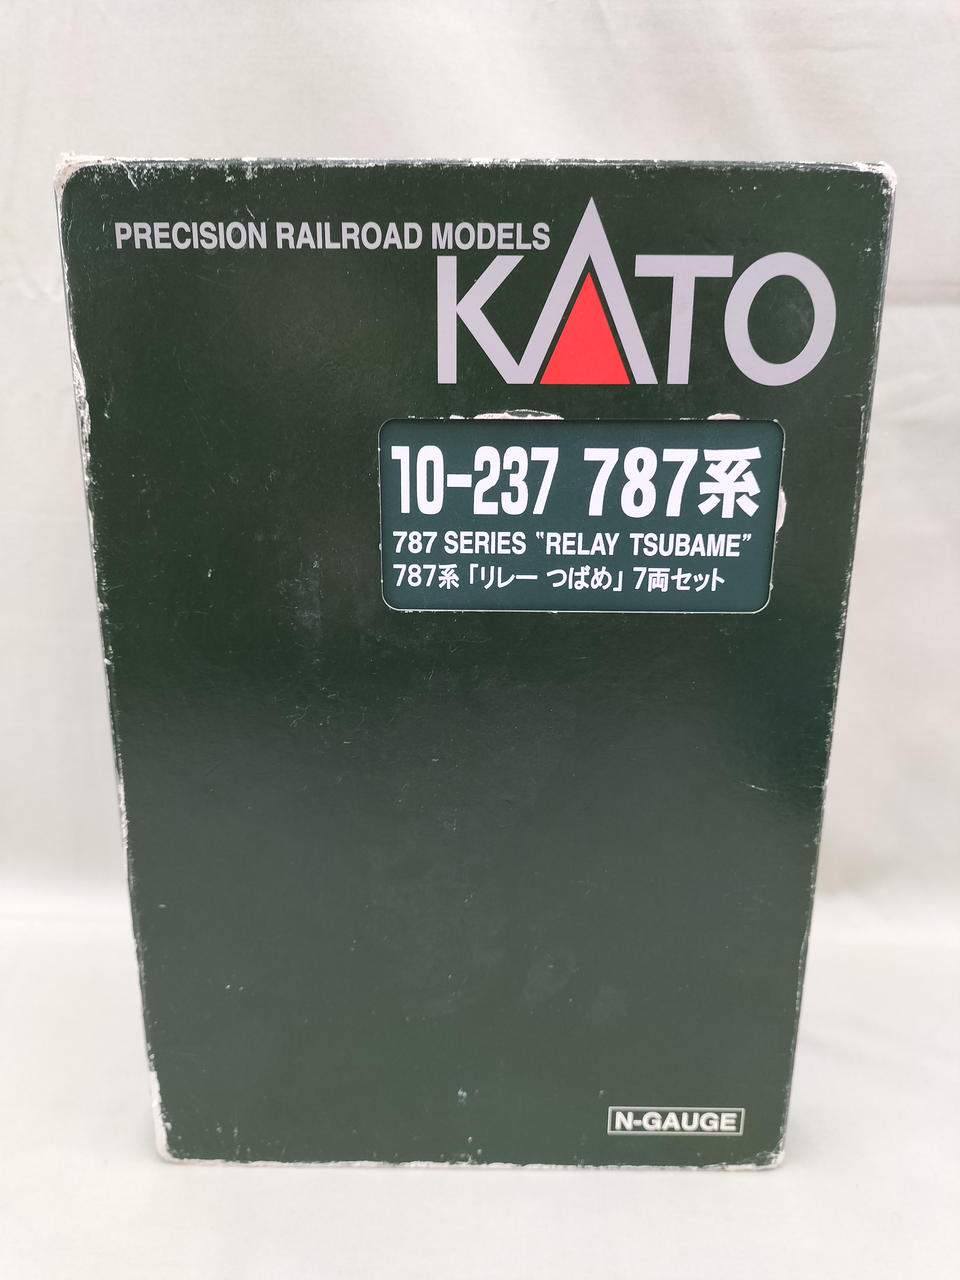 PRECISION RAILROAD MODELS
KATO
10-237 787系
787 SERIES "RELAY TSUBAME"
787系「リレー つばめ」7両セット
N-GAUGE